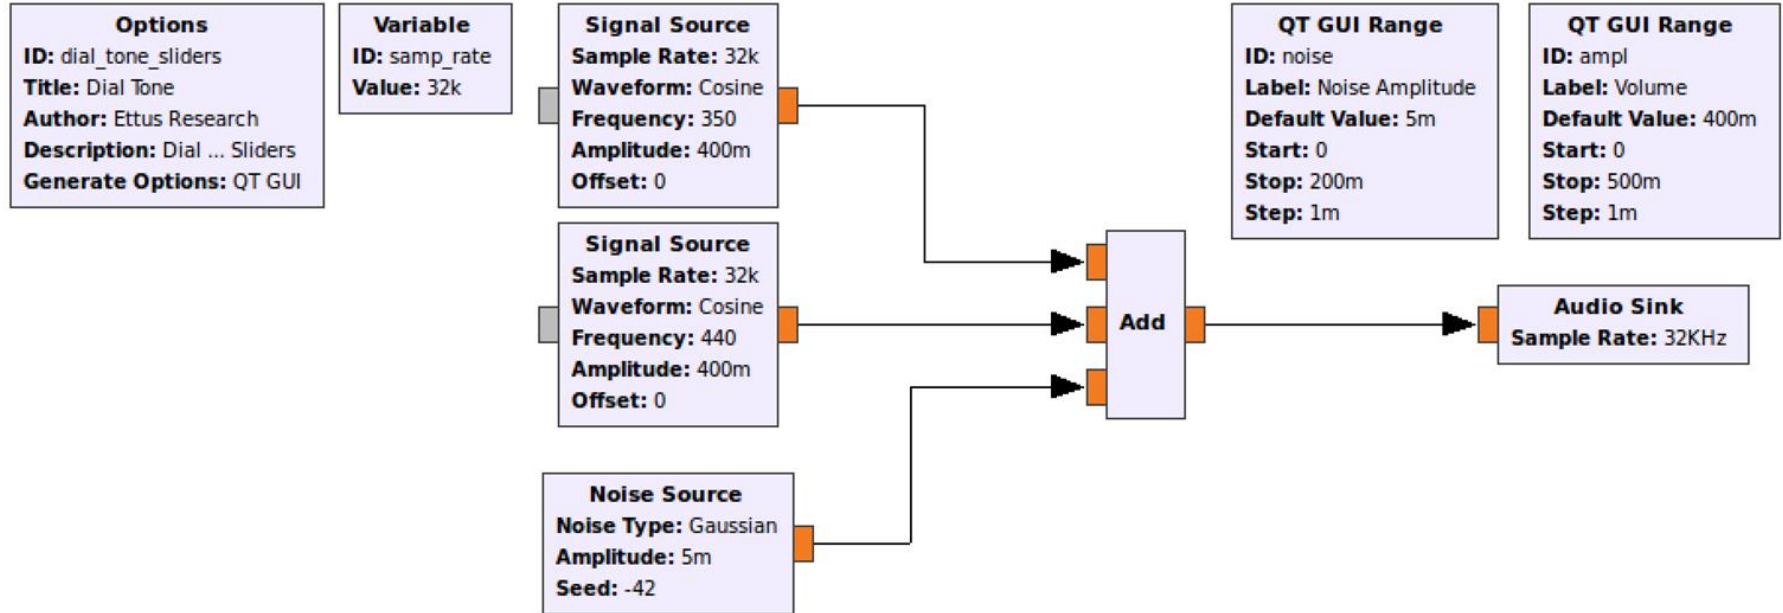 Options
ID: dial_tone_sliders
Title: Dial Tone
Author: Ettus Research
Description: Dial ... Sliders
Generate Options: QT GUI
Variable
ID: samp_rate
Value: 32k
Signal Source
Sample Rate: 32k
Waveform: Cosine
Frequency: 350
Amplitude: 400m
Offset: 0
Signal Source
Sample Rate: 32k
Waveform: Cosine
Frequency: 440
Amplitude: 400m
Offset: 0
Noise Source
Noise Type: Gaussian
Amplitude: 5m
Seed: -42
Add
QT GUI Range
ID: noise
Label: Noise Amplitude
Default Value: 5m
Start: 0
Stop: 200m
Step: 1m
QT GUI Range
ID: ampl
Label: Volume
Default Value: 400m
Start: 0
Stop: 500m
Step: 1m
Audio Sink
Sample Rate: 32KHz